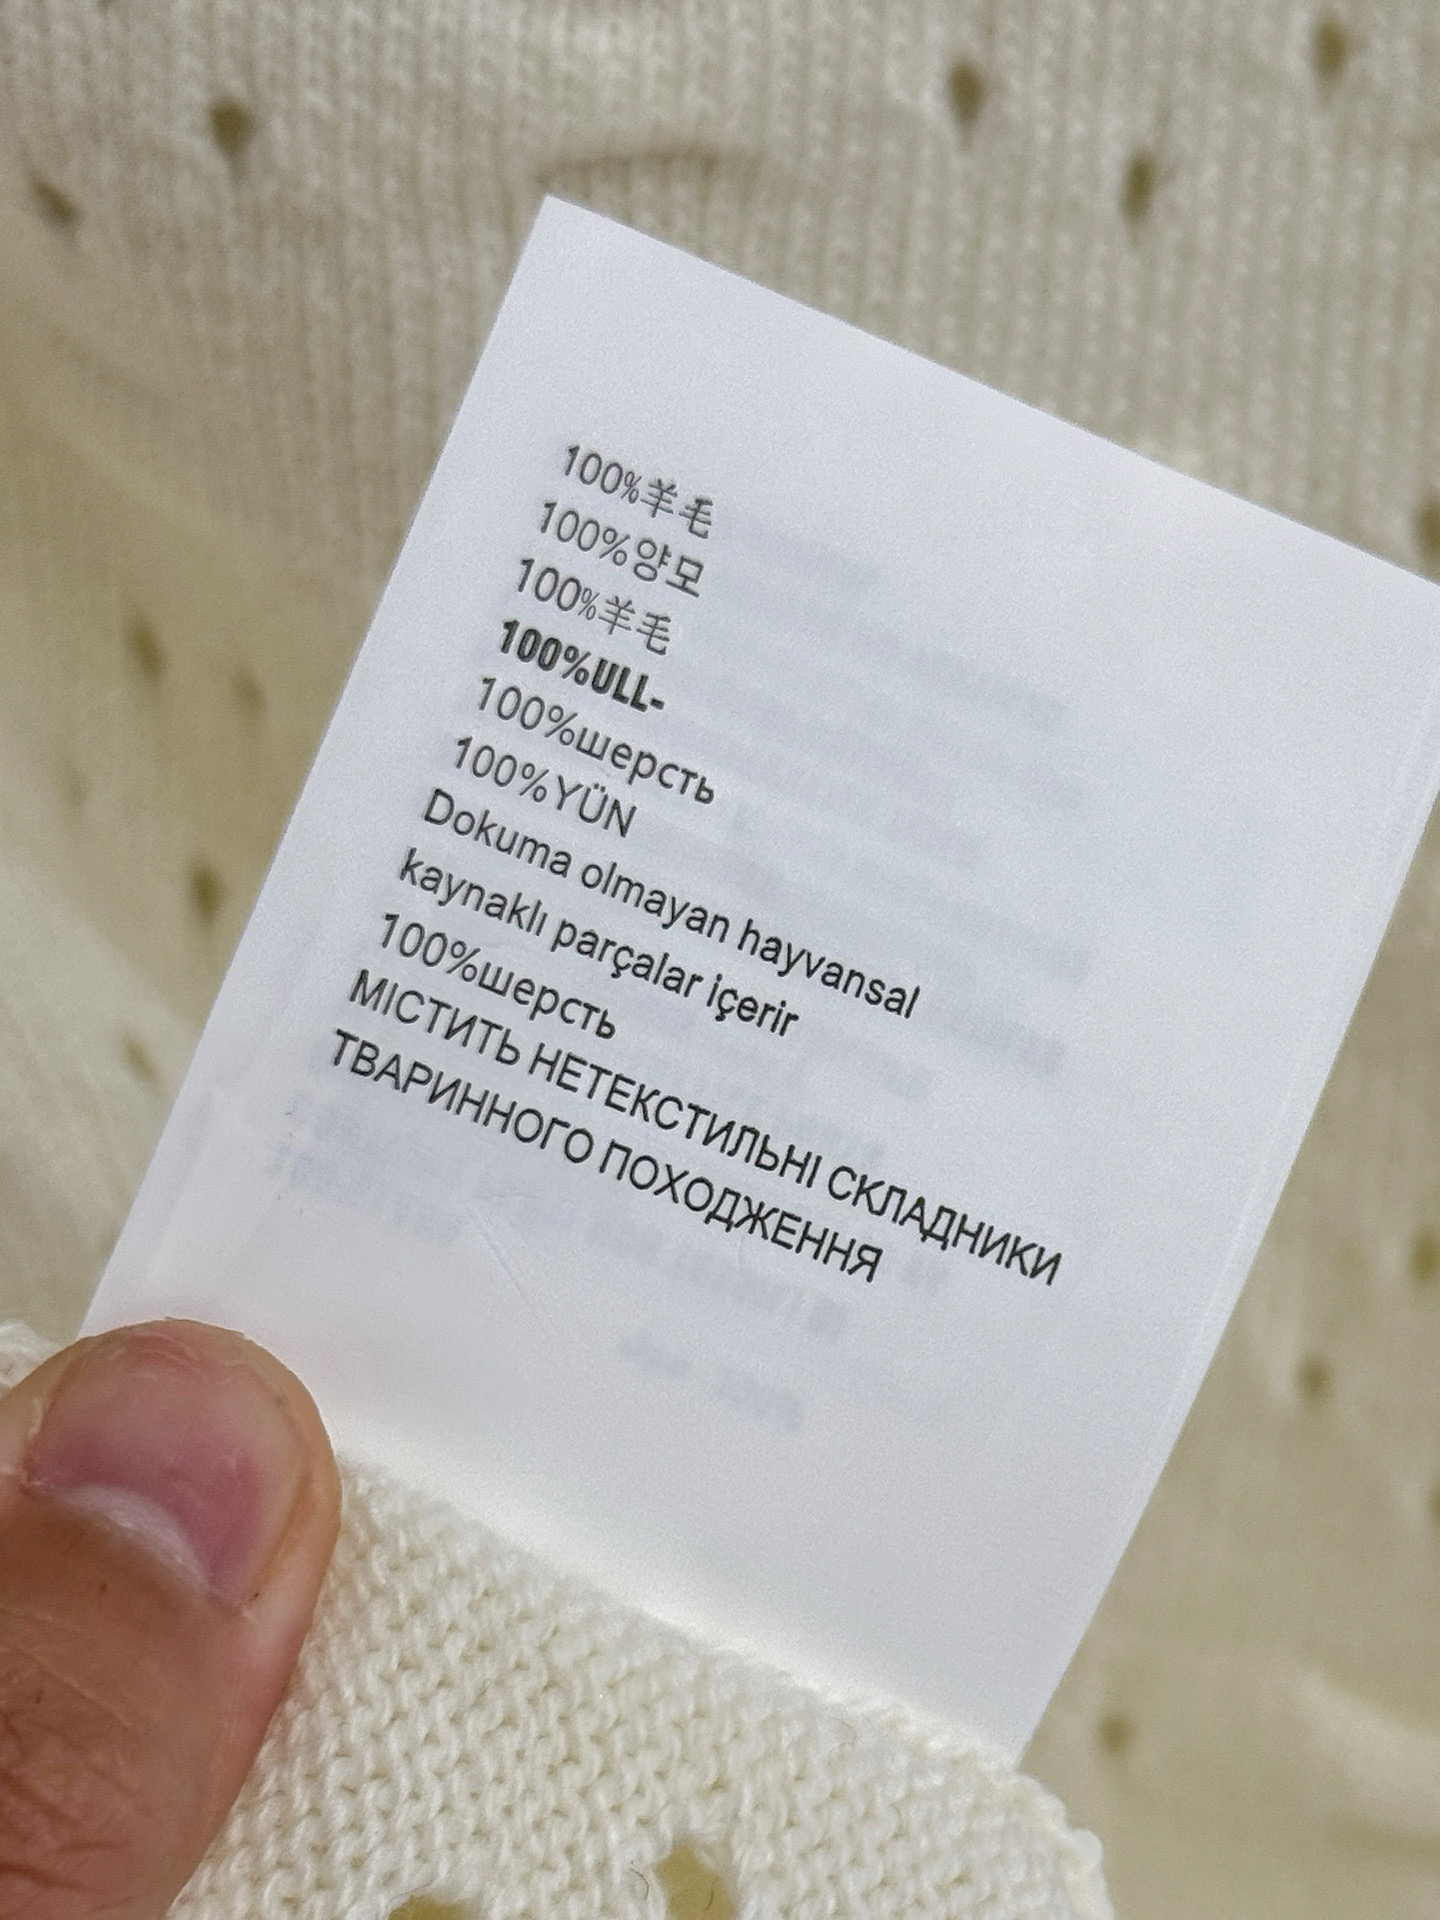 100%羊毛
100%양모
100%羊毛
100%ULL-
100%шерсть
100%YÜN
Dokuma olmayan hayvansal
kaynaklı parçalar içerir
100%шерсть
МІСТИТЬ НЕТЕКСТИЛЬНІ СКЛАДНИКИ
ТВАРИННОГО ПОХОДЖЕННЯ